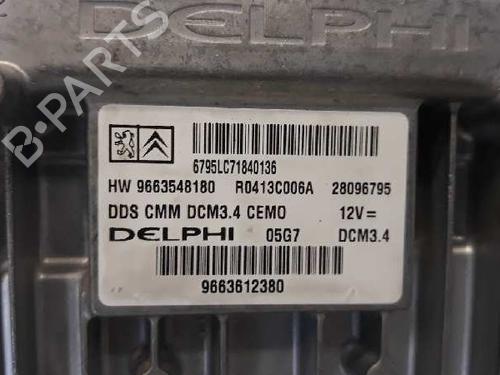 DELPHI
B-PARTS
6795LC71840136
HW 9663548180 R0413C006A 28096795
DDS CMM DCM3.4 CEMO 12V=
DELPHI 05G7 DCM3.4
9663612380